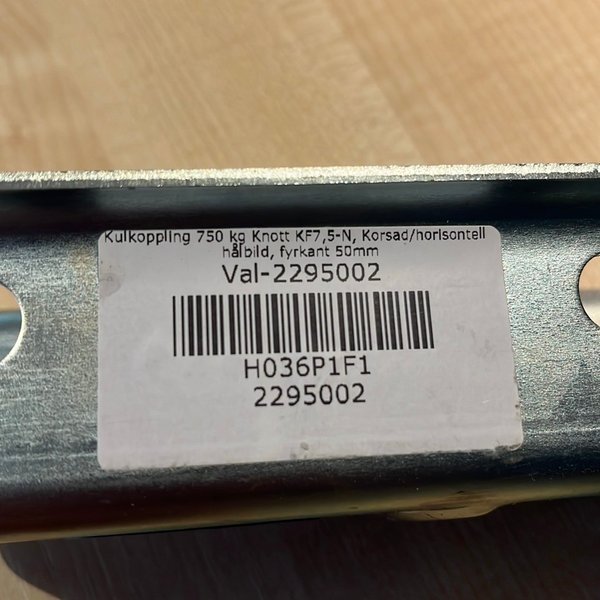 Kulkoppling 750 kg Knott KF7,5-N, Korsad/horisontell
hålbild, fyrkant 50mm
Val-2295002
H036P1F1
2295002